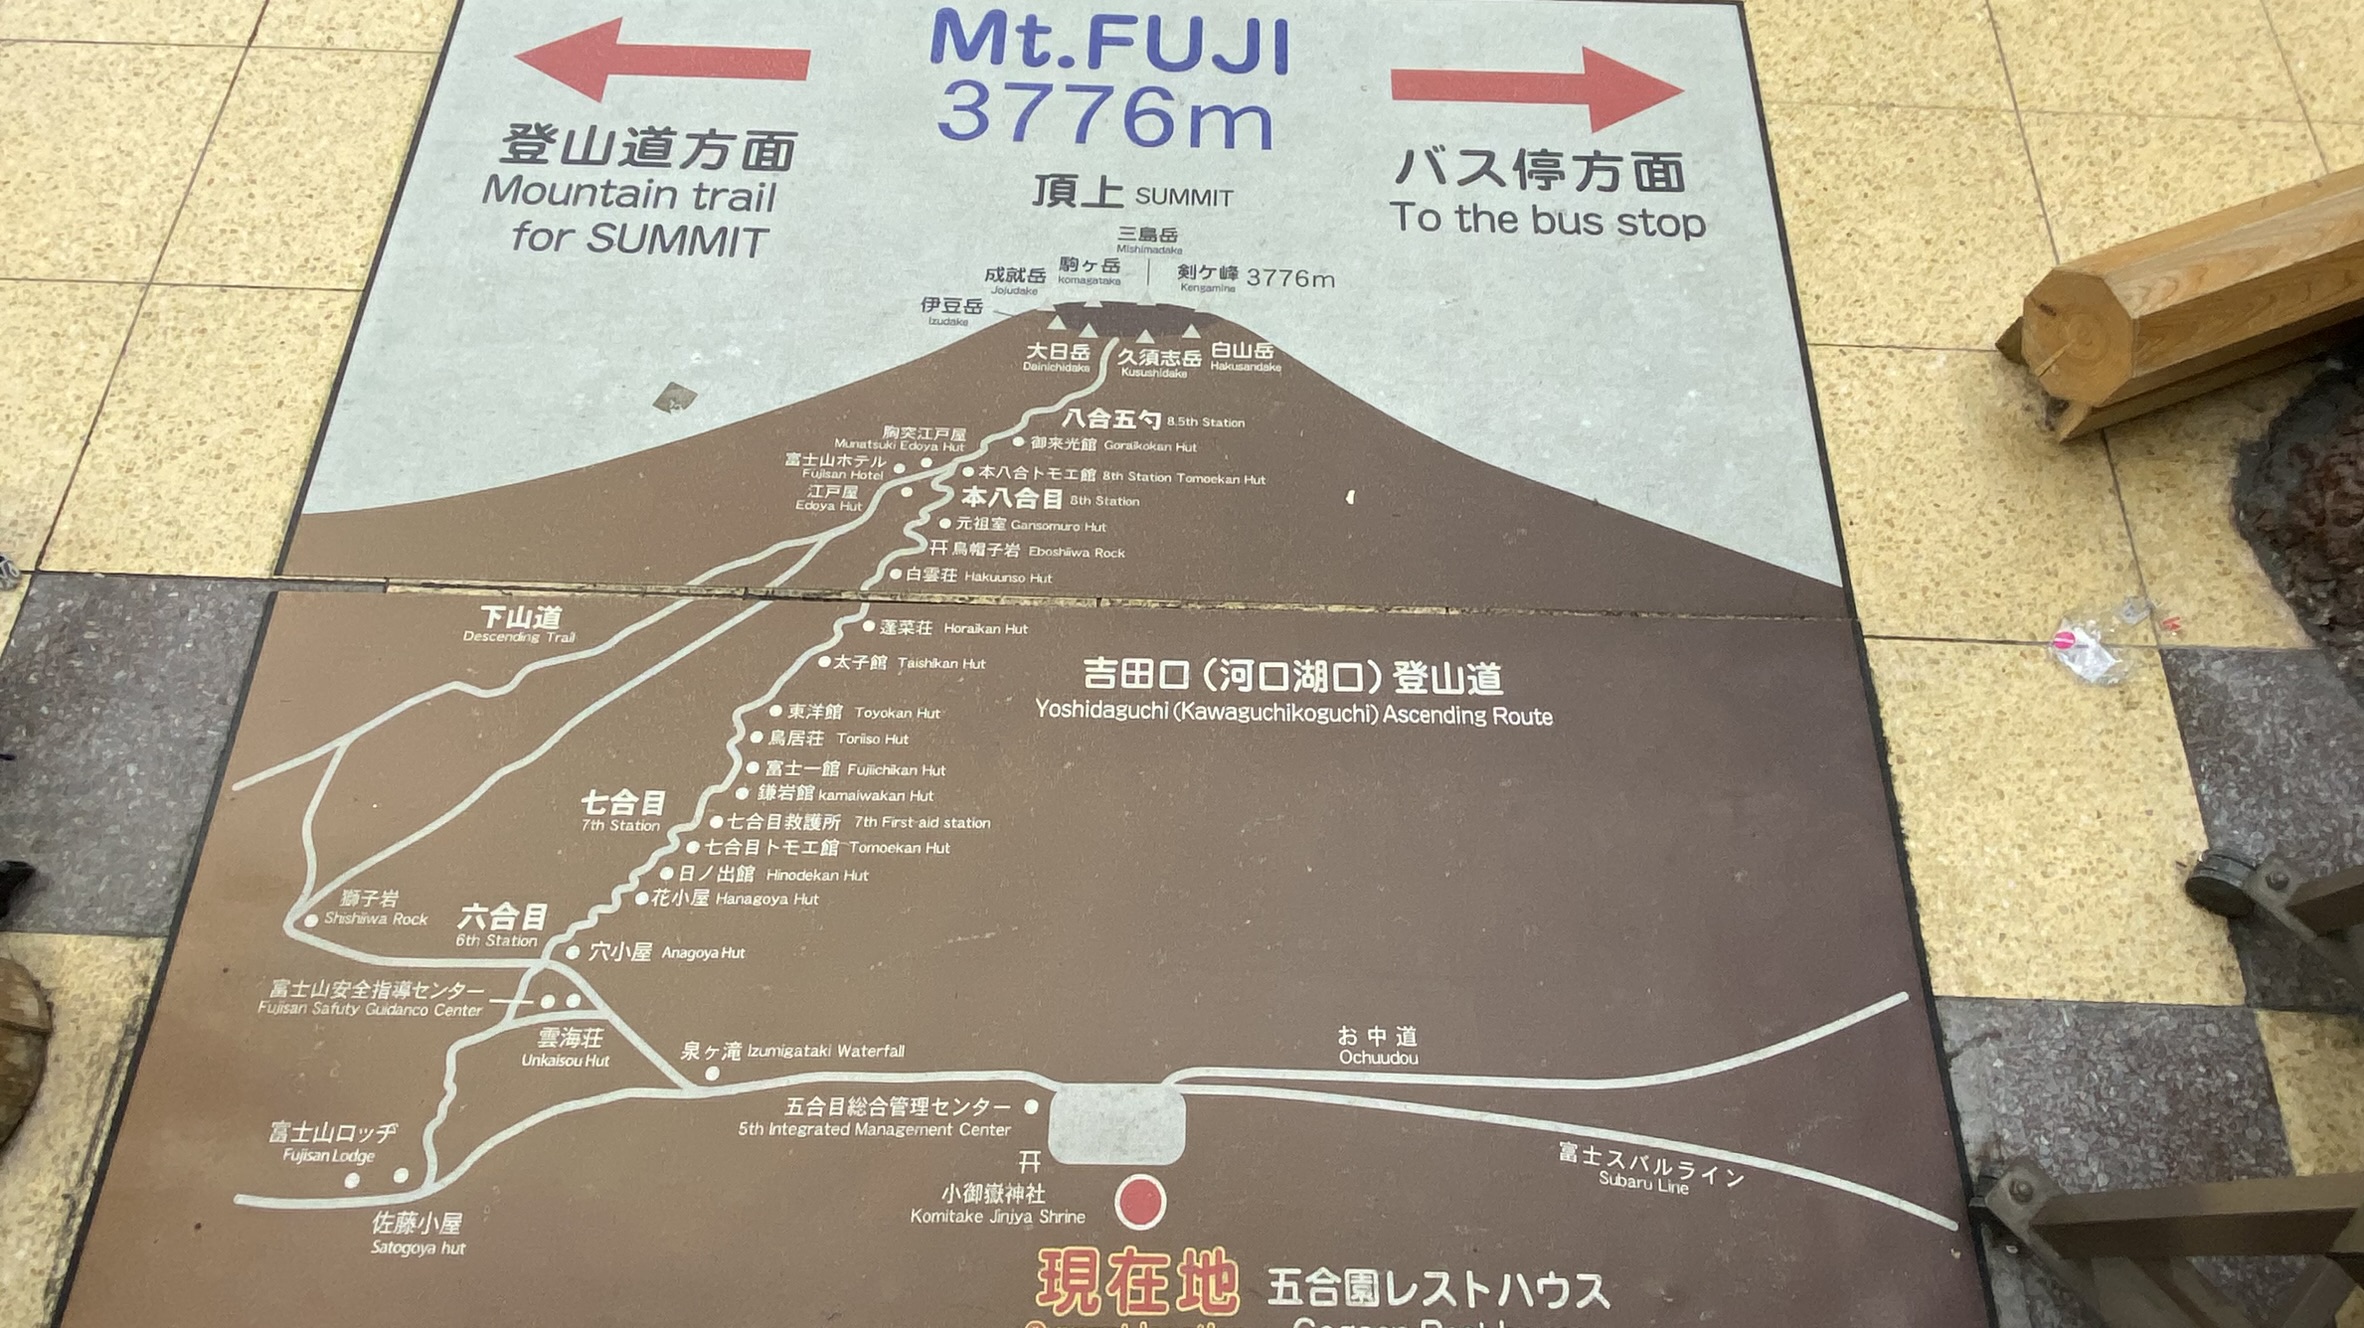 Mt.FUJI
3776m
登山道方面
Mountain trail
for SUMMIT
バス停方面
To the bus stop
頂上 SUMMIT
三島岳
Mishimadake
駒ヶ岳
komagataka
成就岳
Jojudake
剣ケ峰 3776m
Kengamine
伊豆岳
Izudake
大日岳
Dainichidake
久須志岳
Kusushidake
白山岳
Hakusandake
八合五勺 8.5th Station
胸突江戸屋
Munatsuki Edoya Hut
御来光館 Goraikokan Hut
富士山ホテル
Fujisan Hotel
本八合トモエ館 8th Station Tomoekan Hut
江戸屋
Edoya Hut
本八合目 8th Station
元祖室 Gansomuro Hut
烏帽子岩 Eboshiiwa Rock
白雲荘 Hakuunso Hut
下山道
Descending Trail
蓬菜荘 Horaikan Hut
太子館 Taishikan Hut
吉田口（河口湖口）登山道
Yoshidaguchi (Kawaguchikoguchi) Ascending Route
東洋館 Toyokan Hut
鳥居荘 Toriiso Hut
富士一館 Fujiichikan Hut
鎌岩館 kamaiwakan Hut
七合目
7th Station
七合目救護所 7th First aid station
七合目トモエ館 Tomoekan Hut
日ノ出館 Hinodekan Hut
花小屋 Hanagoya Hut
獅子岩
Shishiiwa Rock
六合目
6th Station
穴小屋 Anagoya Hut
富士山安全指導センター
Fujisan Safuty Guidanco Center
雲海荘
Unkaisou Hut
泉ヶ滝 Izumigataki Waterfall
お中道
Ochuudou
五合目総合管理センター
5th Integrated Management Center
富士山ロッヂ
Fujisan Lodge
富士スバルライン
Subaru Line
小御嶽神社
Komitake Jinjya Shrine
佐藤小屋
Satogoya hut
現在地
五合園レストハウス